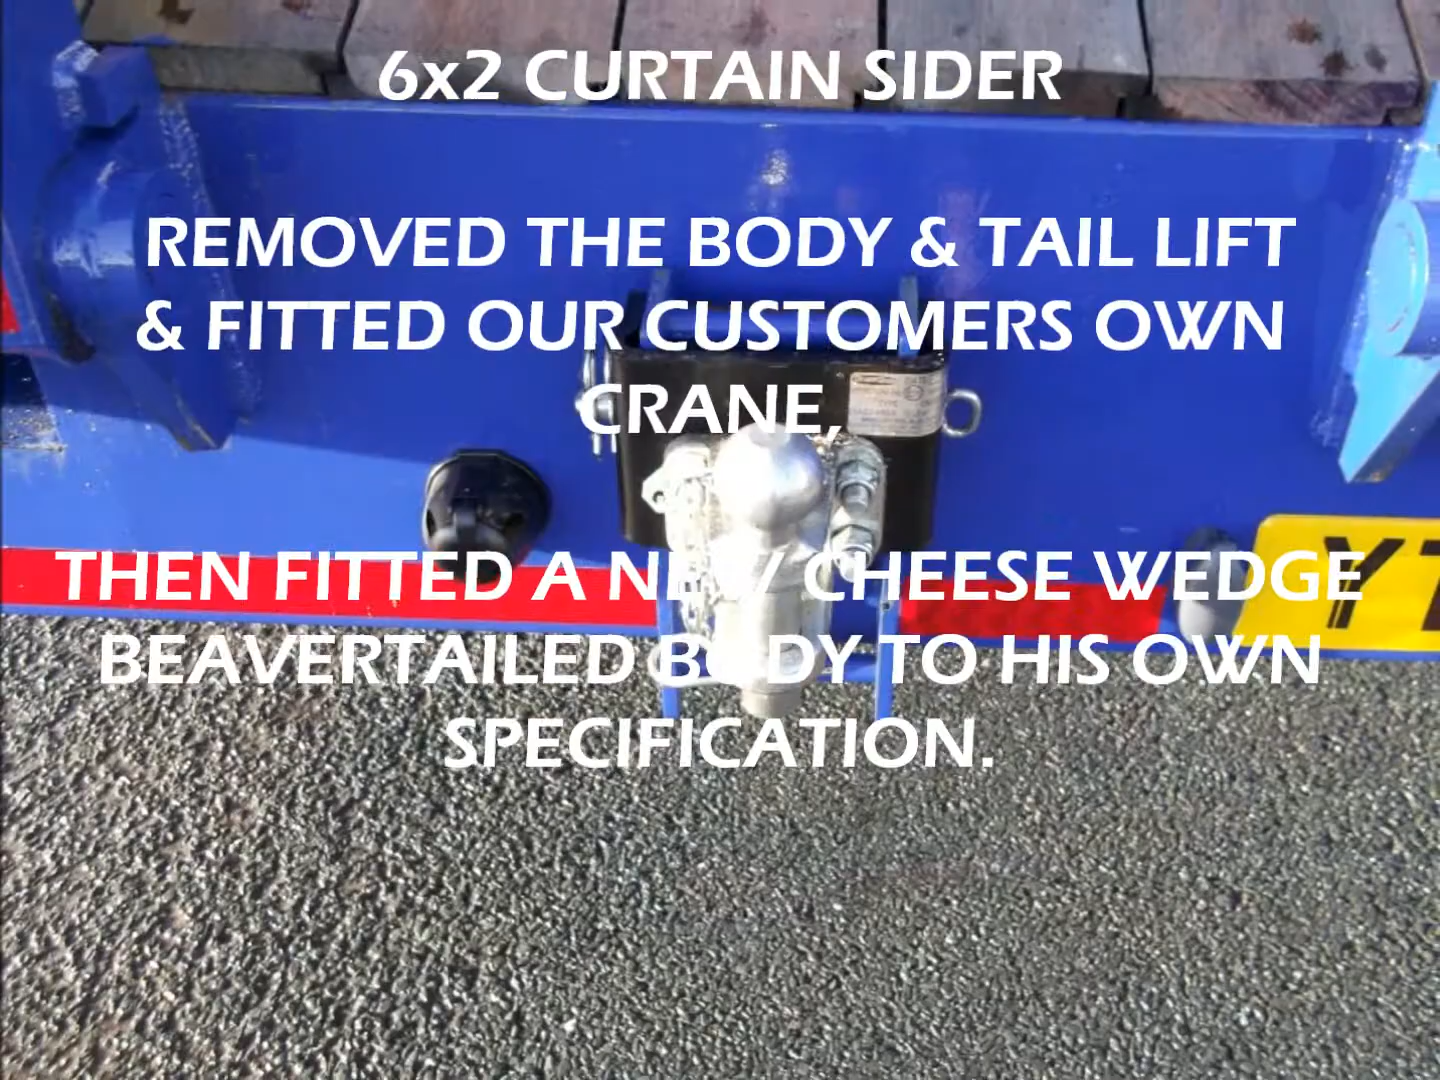 6x2 CURTAIN SIDER
REMOVED THE BODY & TAIL LIFT
& FITTED OUR CUSTOMERS OWN
CRANE,
THEN FITTED A NEW CHEESE WEDGE
BEAVERTAILED BODY TO HIS OWN
SPECIFICATION.